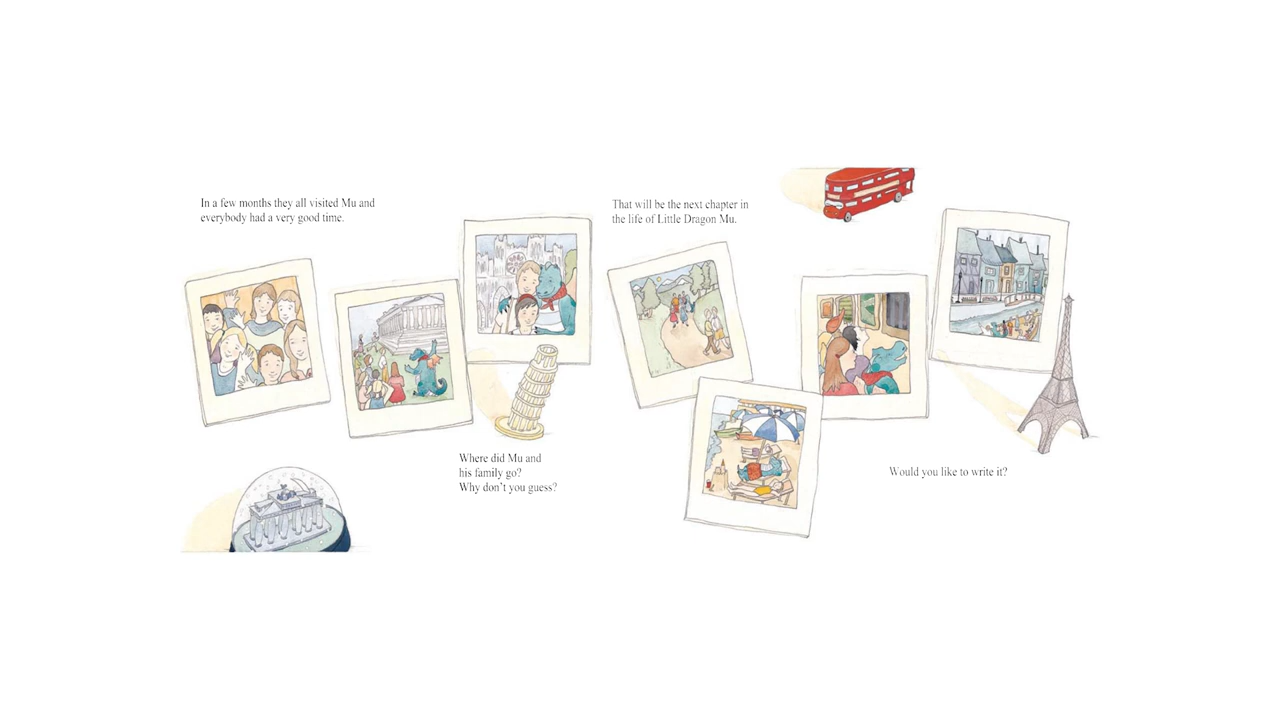 In a few months they all visited Mu and
everybody had a very good time.
Where did Mu and
his family go?
Why don't you guess?
That will be the next chapter in
the life of Little Dragon Mu.
Would you like to write it?